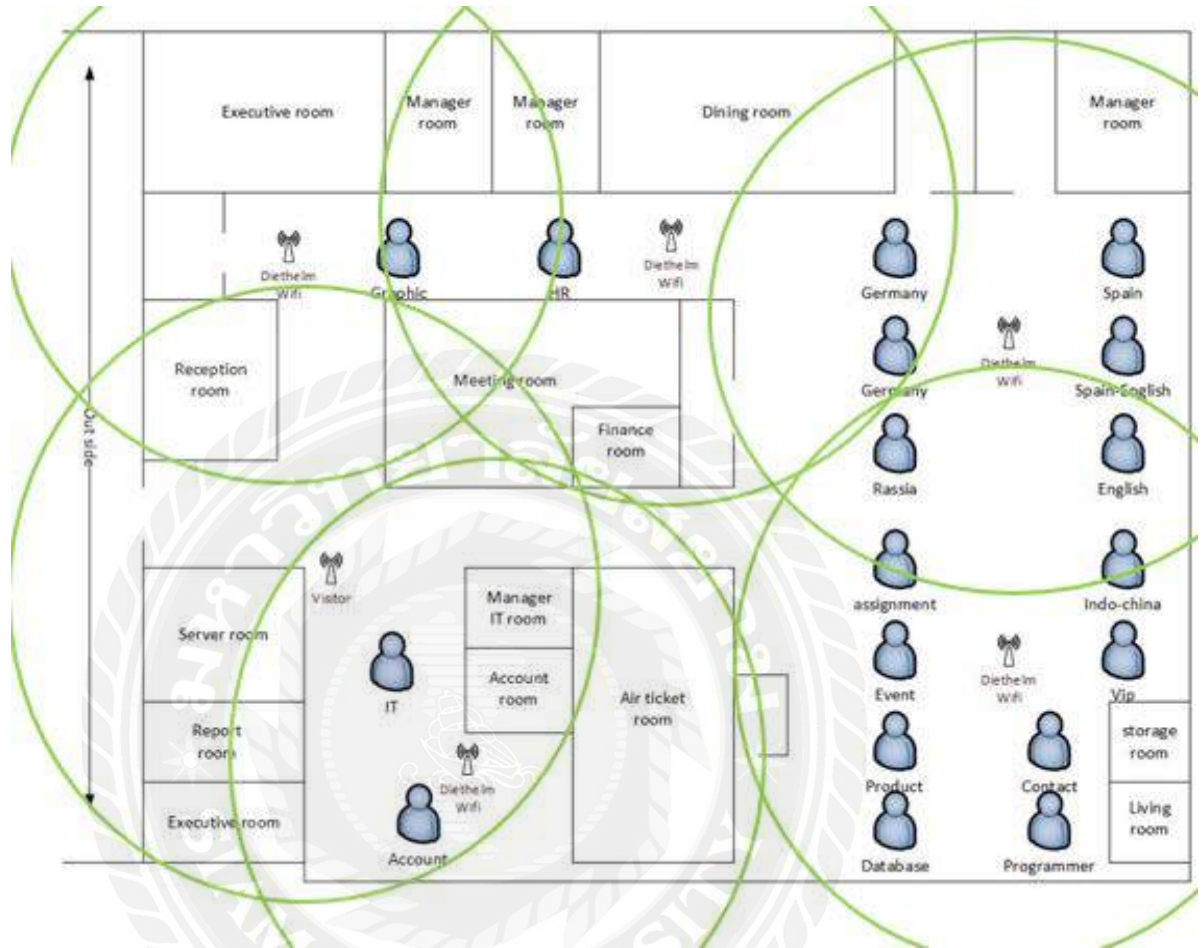 Executive room
Manager
room
Manager
room
Dining room
Manager
room
Diethelm
Wifi
Graphic
HR
Diethelm
Wifi
Germany
Spain
Reception
room
Meeting room
Germany
Diethelm
Wifi
Spain-English
Finance
room
Out side
Rassia
English
Visitor
Server room
Manager
IT room
assignment
Indo-china
IT
Account
room
Air ticket
room
Event
Diethelm
Wifi
Vip
Report
room
storage
room
Product
Contact
Diethelm
Wifi
Executive room
Account
Living
room
Database
Programmer